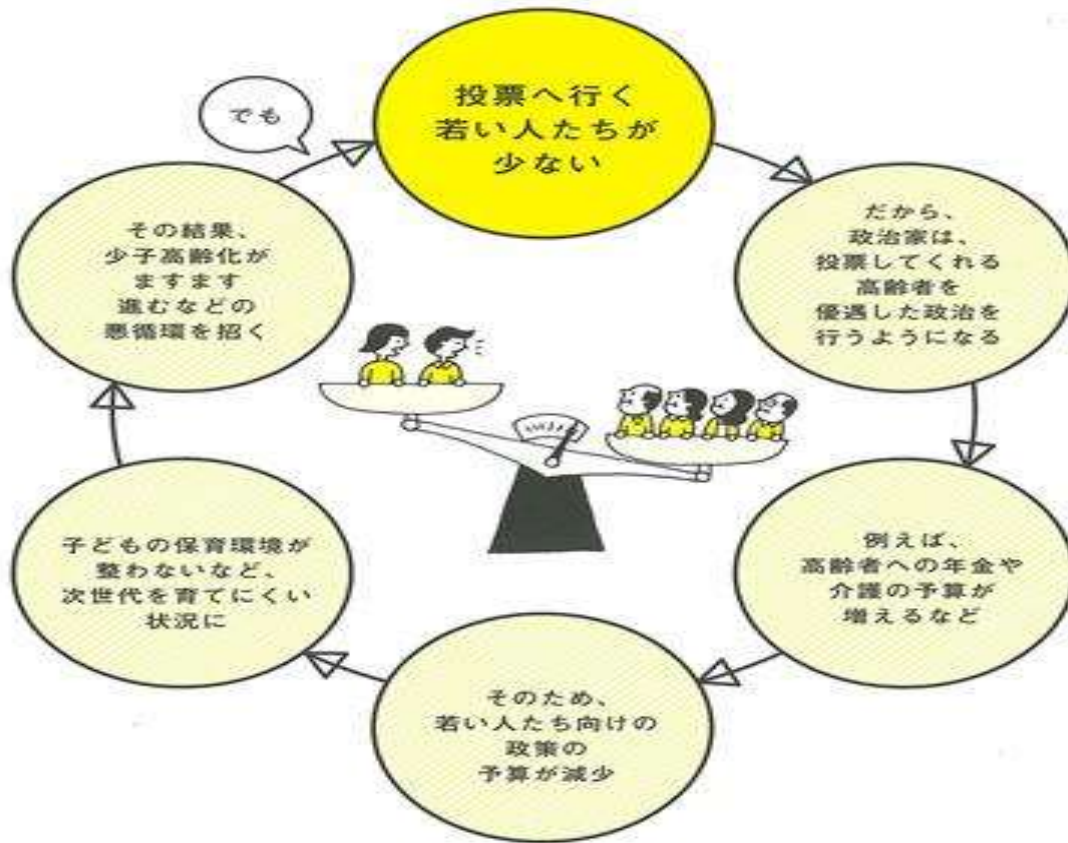 投票へ行く
若い人たちが
少ない
だから、
政治家は、
投票してくれる
高齢者を
優遇した政治を
行うようになる
例えば、
高齢者への年金や
介護の予算が
増えるなど
そのため、
若い人たち向けの
政策の
予算が減少
子どもの保育環境が
整わないなど、
次世代を育てにくい
状況に
その結果、
少子高齢化が
ますます
進むなどの
悪循環を招く
でも